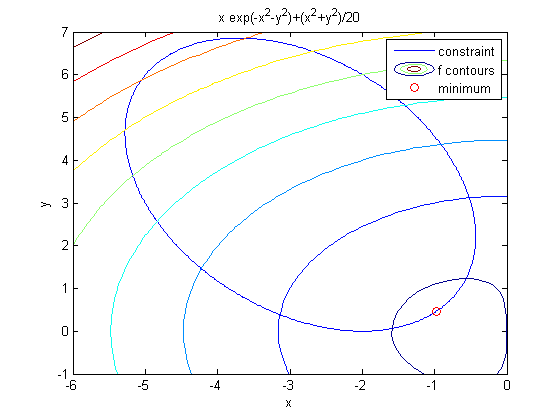 x exp(-x²-y²)+(x²+y²)/20
constraint
f contours
minimum
7
6
5
4
3
2
1
0
-1
y
-6 -5 -4 -3 -2 -1 0
x